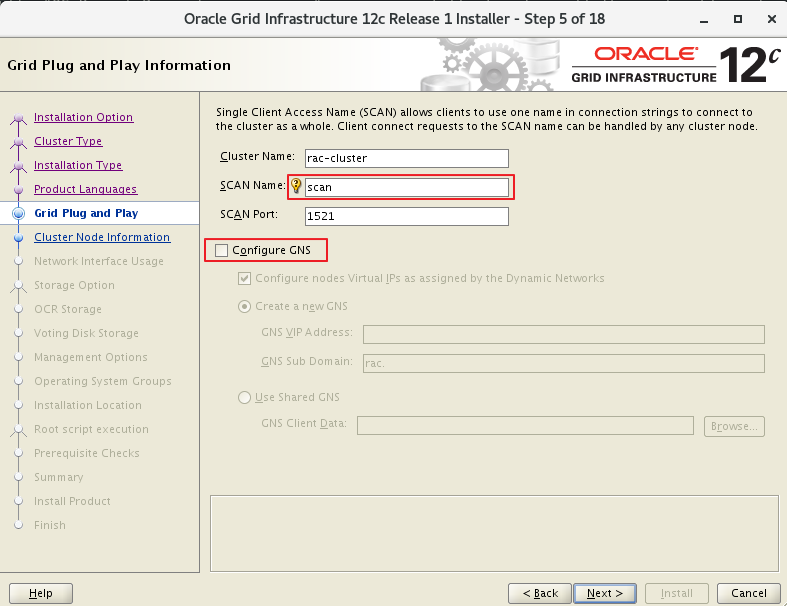 Oracle Grid Infrastructure 12c Release 1 Installer - Step 5 of 18
Grid Plug and Play Information
ORACLE
GRID INFRASTRUCTURE
12c
Installation Option
Cluster Type
Installation Type
Product Languages
Grid Plug and Play
Cluster Node Information
Network Interface Usage
Storage Option
OCR Storage
Voting Disk Storage
Management Options
Operating System Groups
Installation Location
Root script execution
Prerequisite Checks
Summary
Install Product
Finish
Single Client Access Name (SCAN) allows clients to use one name in connection strings to connect to
the cluster as a whole. Client connect requests to the SCAN name can be handled by any cluster node.
Cluster Name: rac-cluster
SCAN Name: scan
SCAN Port: 1521
Configure GNS
Configure nodes Virtual IPs as assigned by the Dynamic Networks
Create a new GNS
GNS VIP Address:
GNS Sub Domain: rac.
Use Shared GNS
GNS Client Data: Browse...
Help < Back Next > Install Cancel